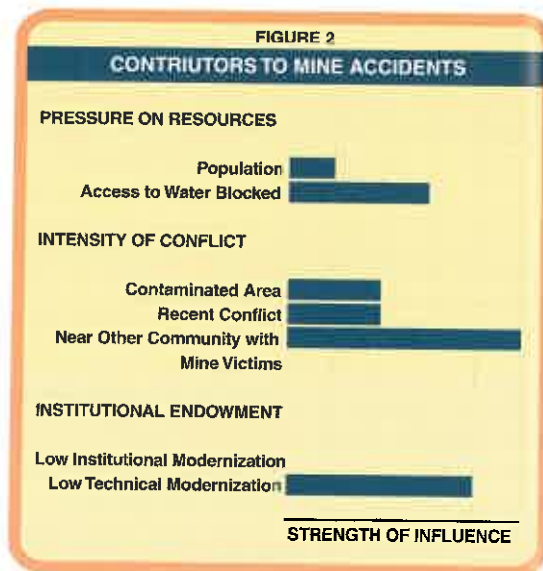 FIGURE 2
CONTRIUTORS TO MINE ACCIDENTS
PRESSURE ON RESOURCES
Population
Access to Water Blocked
INTENSITY OF CONFLICT
Contaminated Area
Recent Conflict
Near Other Community with
Mine Victims
INSTITUTIONAL ENDOWMENT
Low Institutional Modernization
Low Technical Modernization
STRENGTH OF INFLUENCE